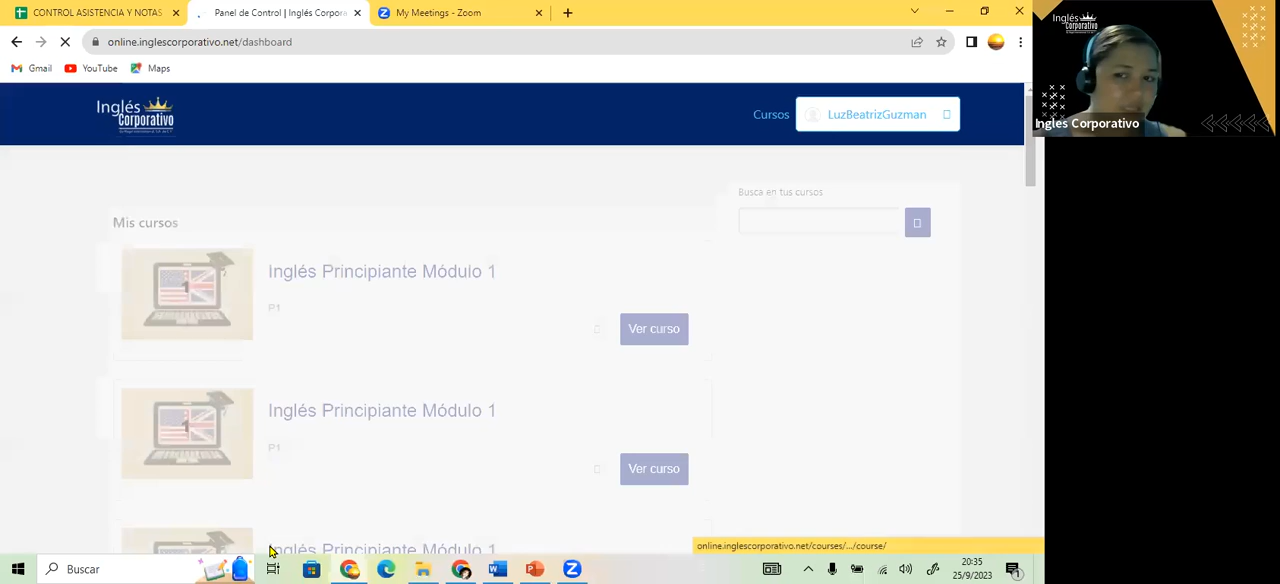 CONTROL ASISTENCIA Y NOTAS
Panel de Control | Inglés Corpora
My Meetings - Zoom
online.inglescorporativo.net/dashboard
Gmail
YouTube
Maps
Inglés
Corporativo
Cursos
LuzBeatrizGuzman
Busca en tus cursos
Mis cursos
Inglés Principiante Módulo 1
P1
Ver curso
Inglés Principiante Módulo 1
P1
Ver curso
Inglés Principiante Módulo 1
online.inglescorporativo.net/courses/.../course/
Buscar
20:35
25/9/2023
Inglés
Corporativo
Ingles Corporativo